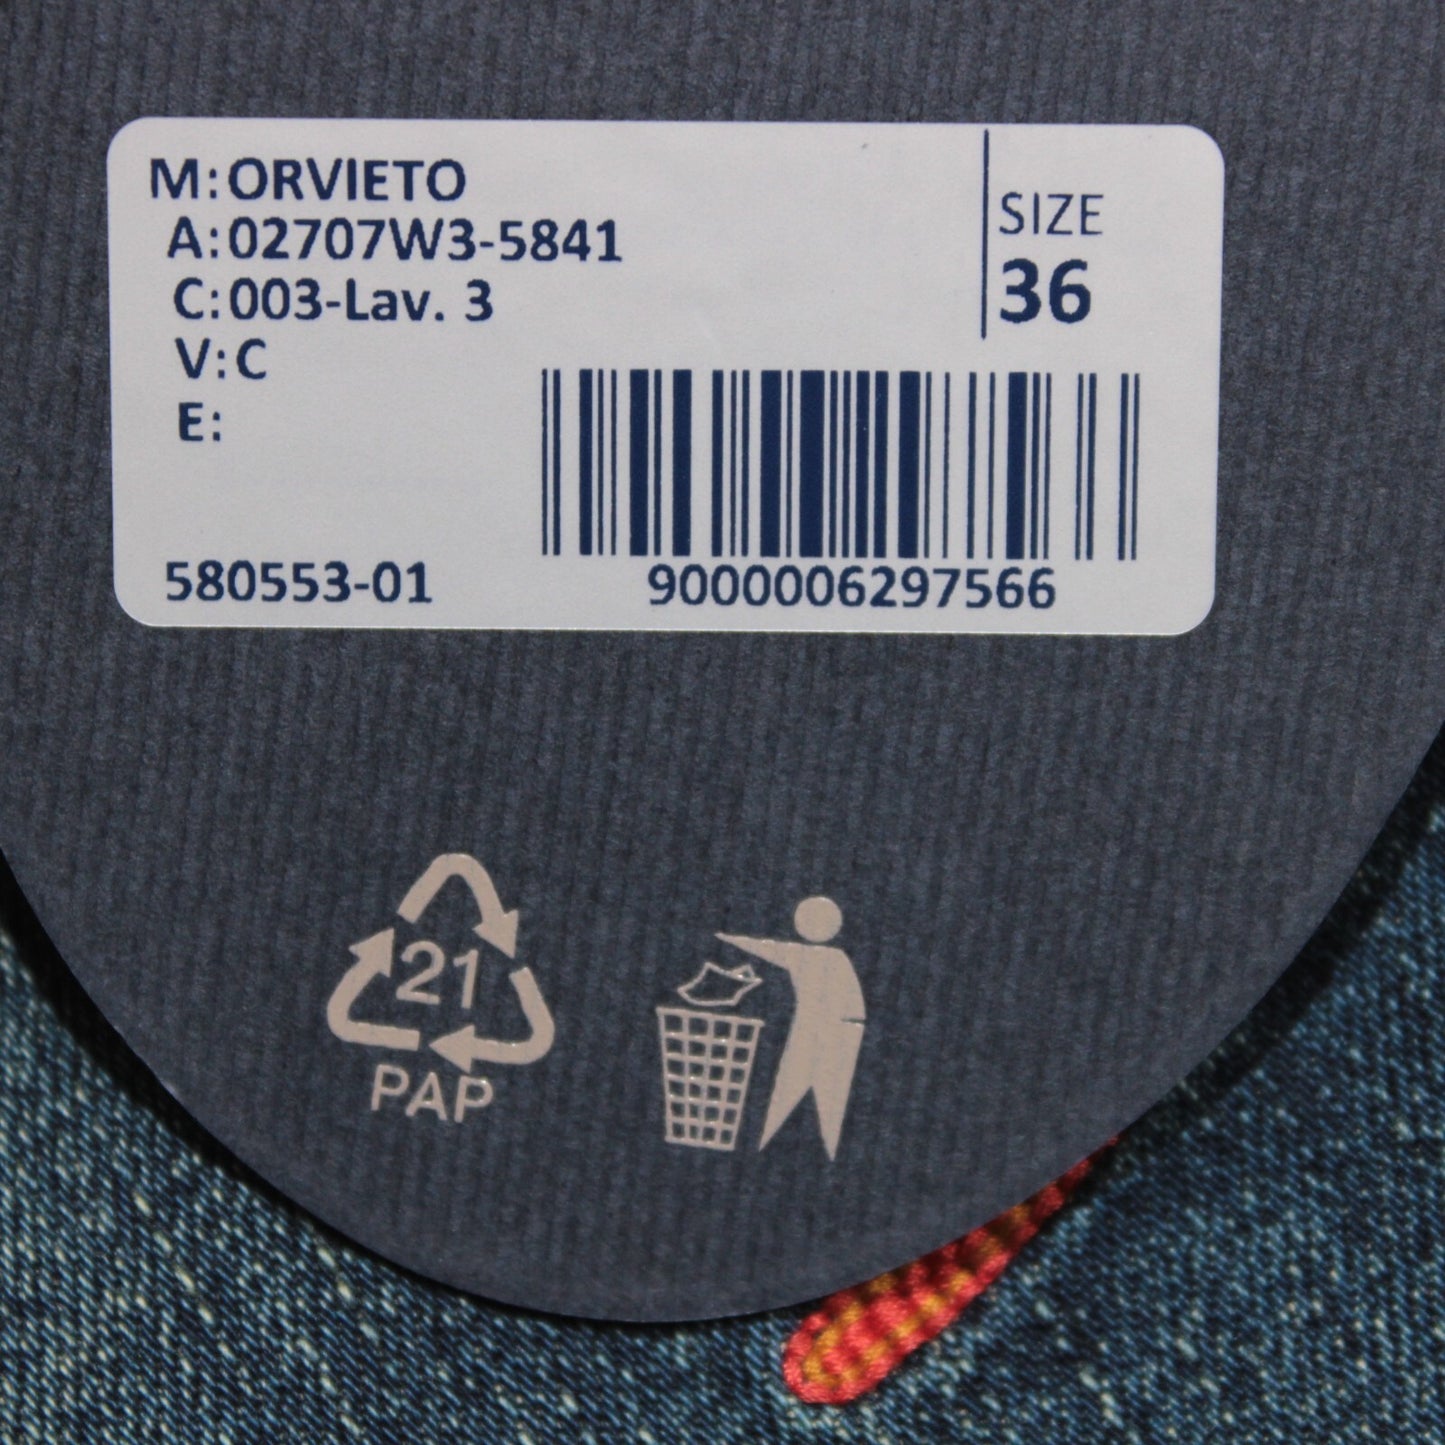 M: ORVIETO
A: 02707W3-5841
C: 003-Lav. 3
V: C
E:
SIZE
36
580553-01
9000006297566
21
PAP